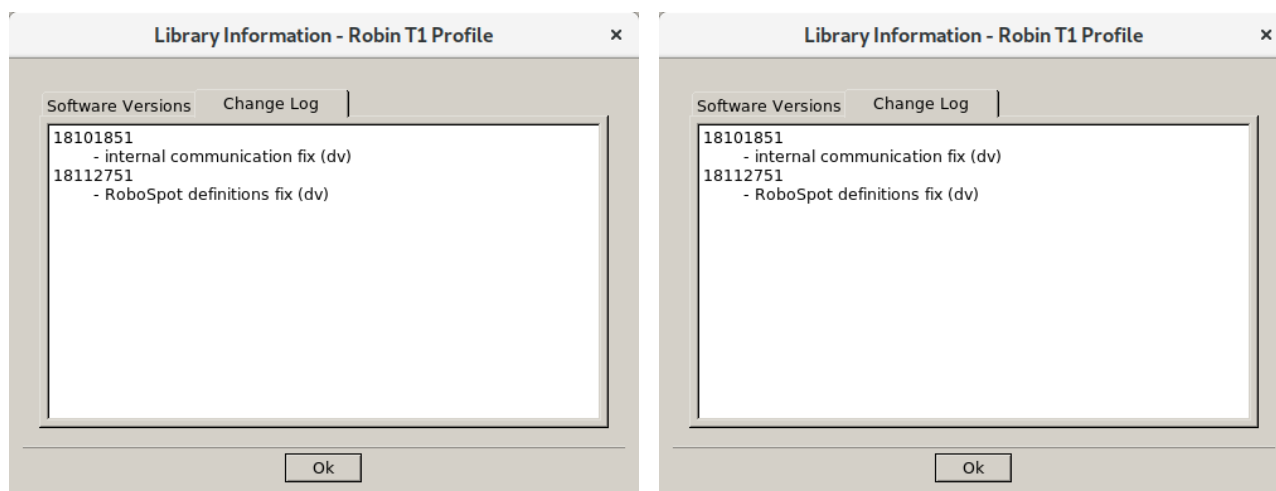 Library Information - Robin T1 Profile ×
Software Versions Change Log
18101851
- internal communication fix (dv)
18112751
- RoboSpot definitions fix (dv)
Ok
Library Information - Robin T1 Profile ×
Software Versions Change Log
18101851
- internal communication fix (dv)
18112751
- RoboSpot definitions fix (dv)
Ok